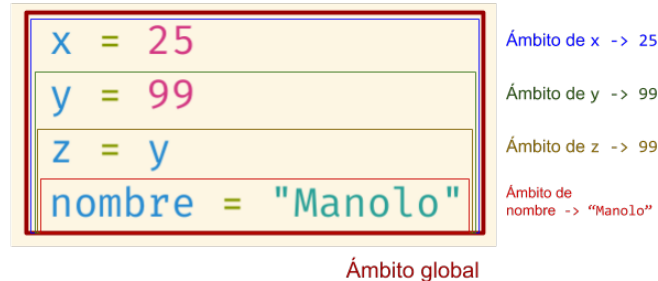 x = 25
Ámbito de x -> 25
y = 99
Ámbito de y -> 99
z = y
Ámbito de z -> 99
nombre = "Manolo"
Ámbito de
nombre -> “Manolo”
Ámbito global